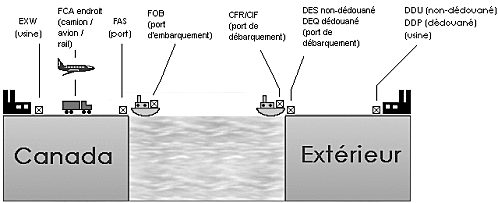 EXW
(usine)
FCA endroit
(camion /
avion /
rail)
FAS
(port)
FOB
(port
d'embarquement)
CFR/CIF
(port de
débarquement)
DES non-dédouané
DEQ dédouané
(port de
débarquement)
DDU (non-dédouané)
DDP (dédouané)
(usine)
Canada
Extérieur